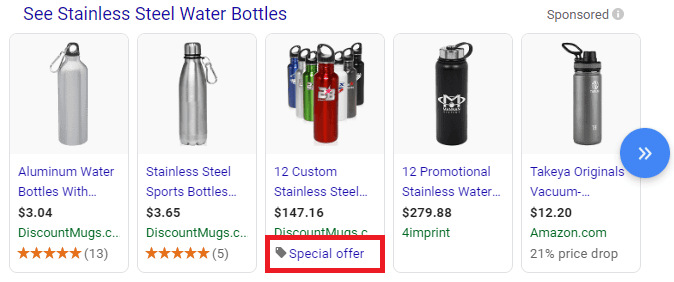 See Stainless Steel Water Bottles
Sponsored
Aluminum Water
Bottles With...
$3.04
DiscountMugs.c...
(13)
Stainless Steel
Sports Bottles...
$3.65
DiscountMugs.c...
(5)
12 Custom
Stainless Steel...
$147.16
DiscountMugs.c...
Special offer
12 Promotional
Stainless Water...
$279.88
4imprint
Takeya Originals
Vacuum-...
$12.20
Amazon.com
21% price drop